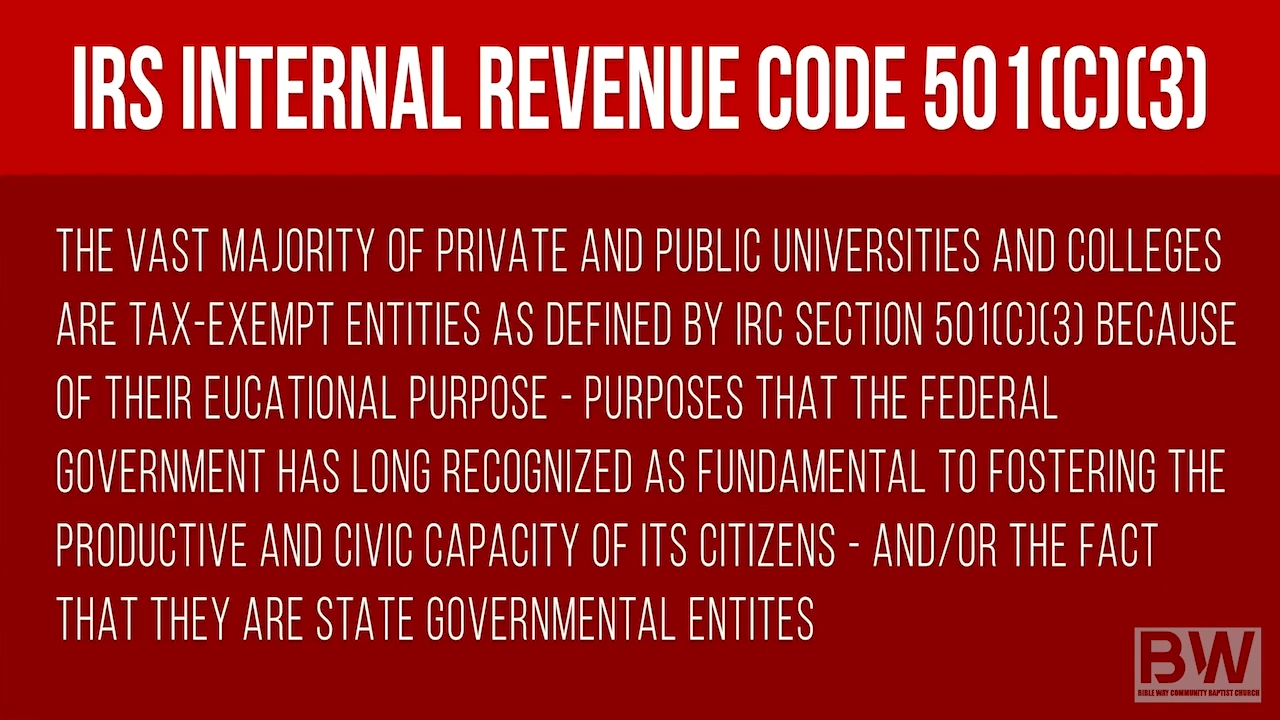 IRS INTERNAL REVENUE CODE 501(C)(3)
THE VAST MAJORITY OF PRIVATE AND PUBLIC UNIVERSITIES AND COLLEGES
ARE TAX-EXEMPT ENTITIES AS DEFINED BY IRC SECTION 501(C)(3) BECAUSE
OF THEIR EUCATIONAL PURPOSE - PURPOSES THAT THE FEDERAL
GOVERNMENT HAS LONG RECOGNIZED AS FUNDAMENTAL TO FOSTERING THE
PRODUCTIVE AND CIVIC CAPACITY OF ITS CITIZENS - AND/OR THE FACT
THAT THEY ARE STATE GOVERNMENTAL ENTITES
BW
BIBLE WAY COMMUNITY BAPTIST CHURCH